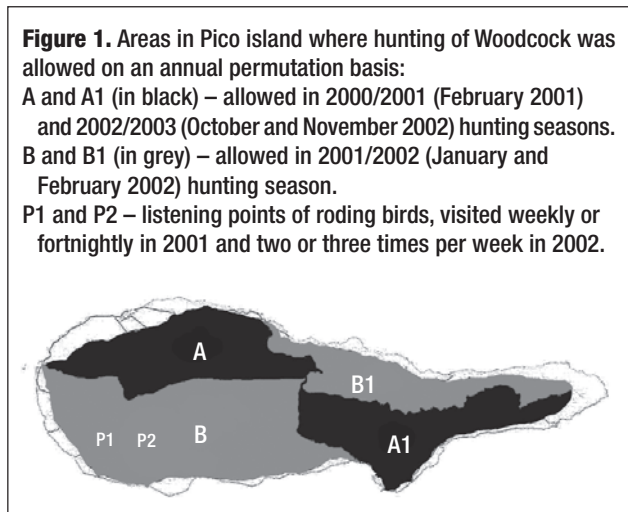 Figure 1. Areas in Pico island where hunting of Woodcock was
allowed on an annual permutation basis:
A and A1 (in black) – allowed in 2000/2001 (February 2001)
and 2002/2003 (October and November 2002) hunting seasons.
B and B1 (in grey) – allowed in 2001/2002 (January and
February 2002) hunting season.
P1 and P2 – listening points of roding birds, visited weekly or
fortnightly in 2001 and two or three times per week in 2002.
A
B1
P1 P2 B
A1